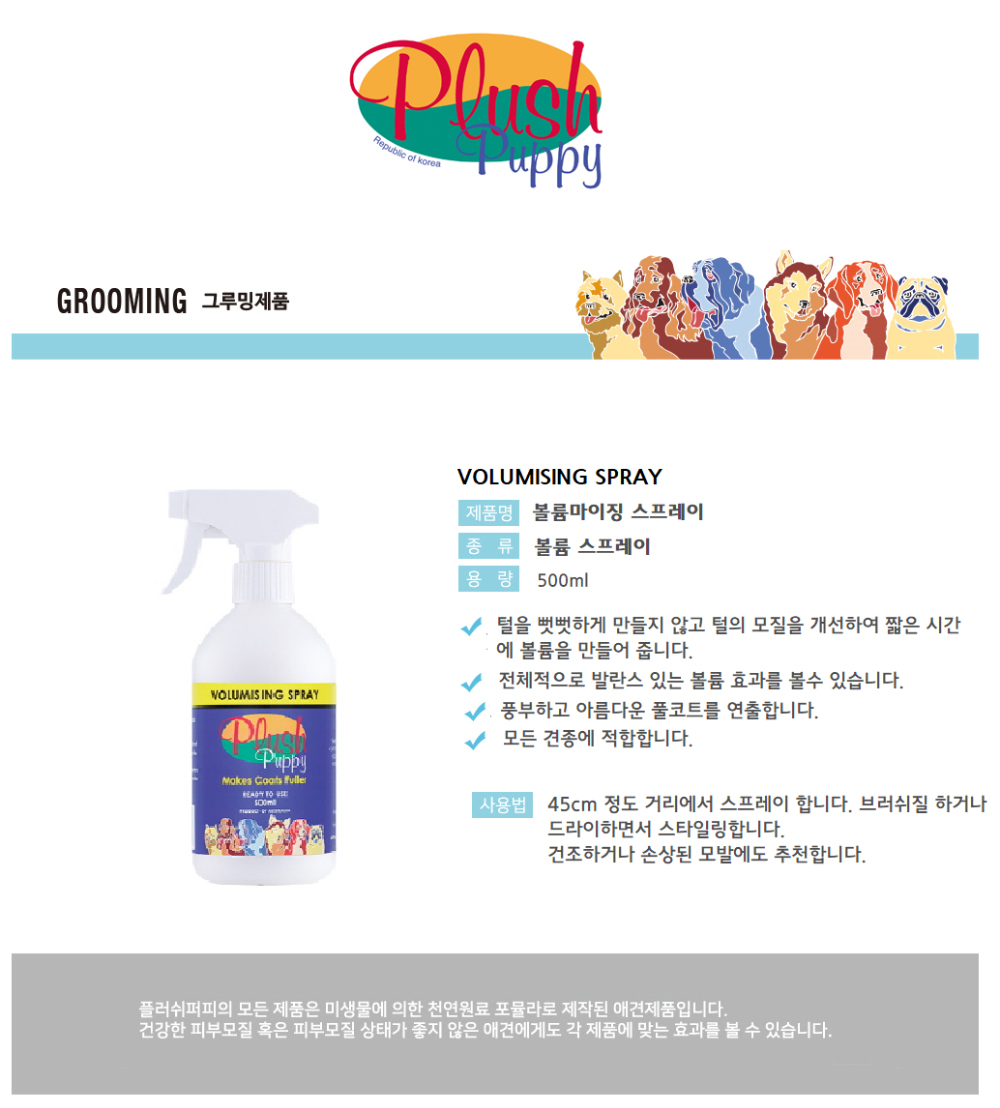 Plush
Puppy
Republic of korea
GROOMING 그루밍제품
VOLUMISING SPRAY
제품명 볼륨마이징 스프레이
종 류 볼륨 스프레이
용 량 500ml
털을 뻣뻣하게 만들지 않고 털의 모질을 개선하여 짧은 시간
에 볼륨을 만들어 줍니다.
전체적으로 발란스 있는 볼륨 효과를 볼수 있습니다.
풍부하고 아름다운 풀코트를 연출합니다.
모든 견종에 적합합니다.
사용법 45cm 정도 거리에서 스프레이 합니다. 브러쉬질 하거나
드라이하면서 스타일링합니다.
건조하거나 손상된 모발에도 추천합니다.
VOLUMISING SPRAY
Plush
Puppy
Makes Coats Fuller
READY TO USE
500ml
플러쉬퍼피의 모든 제품은 미생물에 의한 천연원료 포뮬라로 제작된 애견제품입니다.
건강한 피부모질 혹은 피부모질 상태가 좋지 않은 애견에게도 각 제품에 맞는 효과를 볼 수 있습니다.